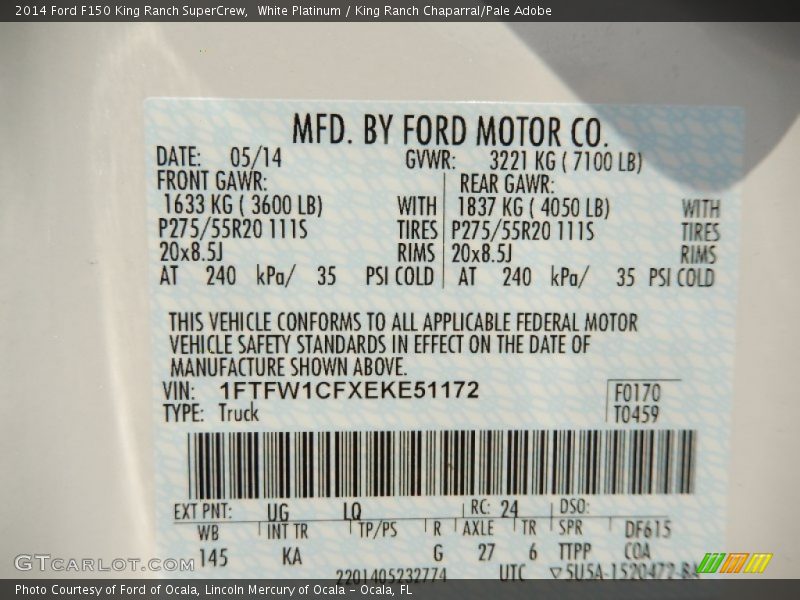 2014 Ford F150 King Ranch SuperCrew,  White Platinum / King Ranch Chaparral/Pale Adobe
MFD. BY FORD MOTOR CO.
DATE: 05/14 GVWR: 3221 KG ( 7100 LB)
FRONT GAWR: REAR GAWR:
1633 KG ( 3600 LB) WITH 1837 KG ( 4050 LB) WITH
P275/55R20 111S TIRES P275/55R20 111S TIRES
20x8.5J RIMS 20x8.5J RIMS
AT 240 kPa/ 35 PSI COLD AT 240 kPa/ 35 PSI COLD
THIS VEHICLE CONFORMS TO ALL APPLICABLE FEDERAL MOTOR
VEHICLE SAFETY STANDARDS IN EFFECT ON THE DATE OF
MANUFACTURE SHOWN ABOVE.
VIN: 1FTFW1CFXEKE51172 F0170
TYPE: Truck T0459
EXT PNT: UG LQ RC: 24 DSO:
WB INT TR TP/PS R AXLE TR SPR DF615
145 KA G 27 6 TTPP COA
2201405232774 UTC ▽5U5A-1520472-BA
GTCARLOT.COM
Photo Courtesy of Ford of Ocala, Lincoln Mercury of Ocala - Ocala, FL